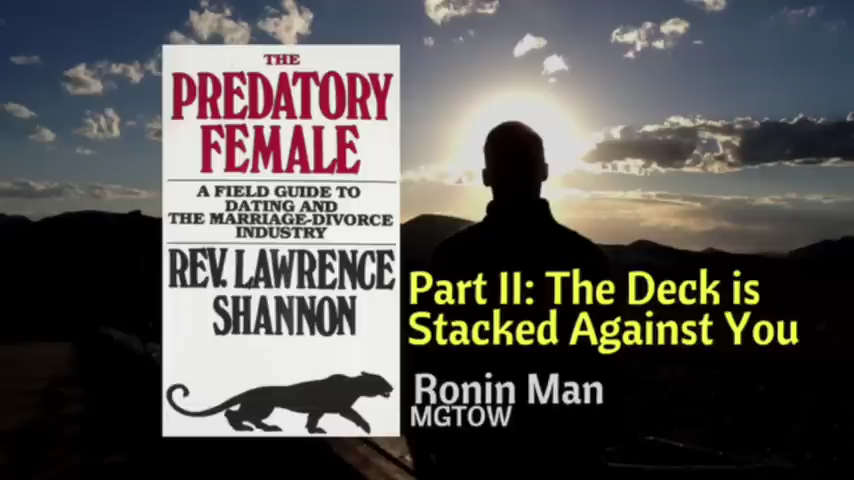 THE
PREDATORY
FEMALE
A FIELD GUIDE TO
DATING AND
THE MARRIAGE-DIVORCE
INDUSTRY
REV. LAWRENCE
SHANNON
Part II: The Deck is
Stacked Against You
Ronin Man
MGTOW